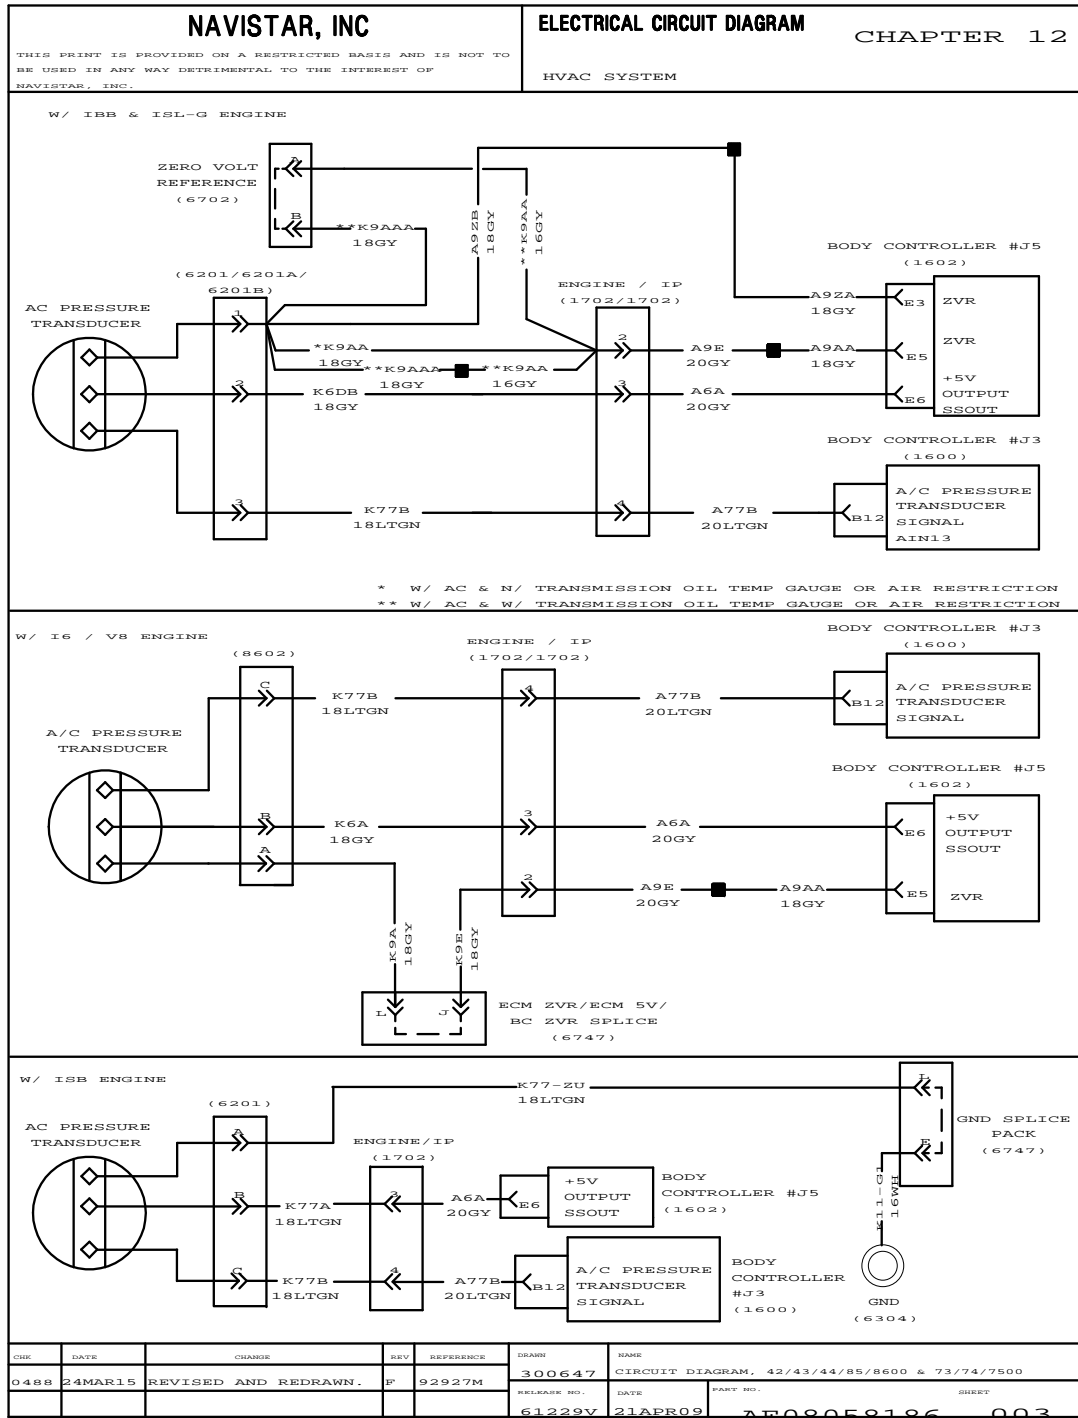 NAVISTAR, INC
THIS PRINT IS PROVIDED ON A RESTRICTED BASIS AND IS NOT TO
BE USED IN ANY WAY DETRIMENTAL TO THE INTEREST OF
NAVISTAR, INC.
ELECTRICAL CIRCUIT DIAGRAM
CHAPTER 12
HVAC SYSTEM
W/ IBB & ISL-G ENGINE
ZERO VOLT
REFERENCE
(6702)
A
B
**K9AAA
18GY
A9ZB
18GY
**K9AA
16GY
(6201/6201A/
6201B)
AC PRESSURE
TRANSDUCER
1
2
3
*K9AA
18GY
**K9AAA
18GY
**K9AA
16GY
K6DB
18GY
K77B
18LTGN
ENGINE / IP
(1702/1702)
2
3
4
A9E
20GY
A6A
20GY
A77B
20LTGN
A9ZA
18GY
A9AA
18GY
BODY CONTROLLER #J5
(1602)
E3
ZVR
E5
ZVR
E6
+5V
OUTPUT
SSOUT
BODY CONTROLLER #J3
(1600)
B12
A/C PRESSURE
TRANSDUCER
SIGNAL
AIN13
* W/ AC & N/ TRANSMISSION OIL TEMP GAUGE OR AIR RESTRICTION
** W/ AC & W/ TRANSMISSION OIL TEMP GAUGE OR AIR RESTRICTION
W/ I6 / V8 ENGINE
(8602)
A/C PRESSURE
TRANSDUCER
C
B
A
K77B
18LTGN
K6A
18GY
ENGINE / IP
(1702/1702)
4
3
2
A77B
20LTGN
A6A
20GY
A9E
20GY
A9AA
18GY
BODY CONTROLLER #J3
(1600)
B12
A/C PRESSURE
TRANSDUCER
SIGNAL
BODY CONTROLLER #J5
(1602)
E6
+5V
OUTPUT
SSOUT
E5
ZVR
K9A
18GY
K9E
18GY
L
J
ECM ZVR/ECM 5V/
BC ZVR SPLICE
(6747)
W/ ISB ENGINE
(6201)
AC PRESSURE
TRANSDUCER
A
B
C
K77-ZU
18LTGN
K77A
18LTGN
K77B
18LTGN
ENGINE/IP
(1702)
3
4
A6A
20GY
A77B
20LTGN
E6
+5V
OUTPUT
SSOUT
BODY
CONTROLLER #J5
(1602)
B12
A/C PRESSURE
TRANSDUCER
SIGNAL
BODY
CONTROLLER
#J3
(1600)
L
E
GND SPLICE
PACK
(6747)
K11-G1
16WH
GND
(6304)
CHK
DATE
CHANGE
REV
REFERENCE
0488
24MAR15
REVISED AND REDRAWN.
F
92927M
DRAWN
300647
NAME
CIRCUIT DIAGRAM, 42/43/44/85/8600 & 73/74/7500
RELEASE NO.
61229V
DATE
21APR09
PART NO.
AE08058186
SHEET
003